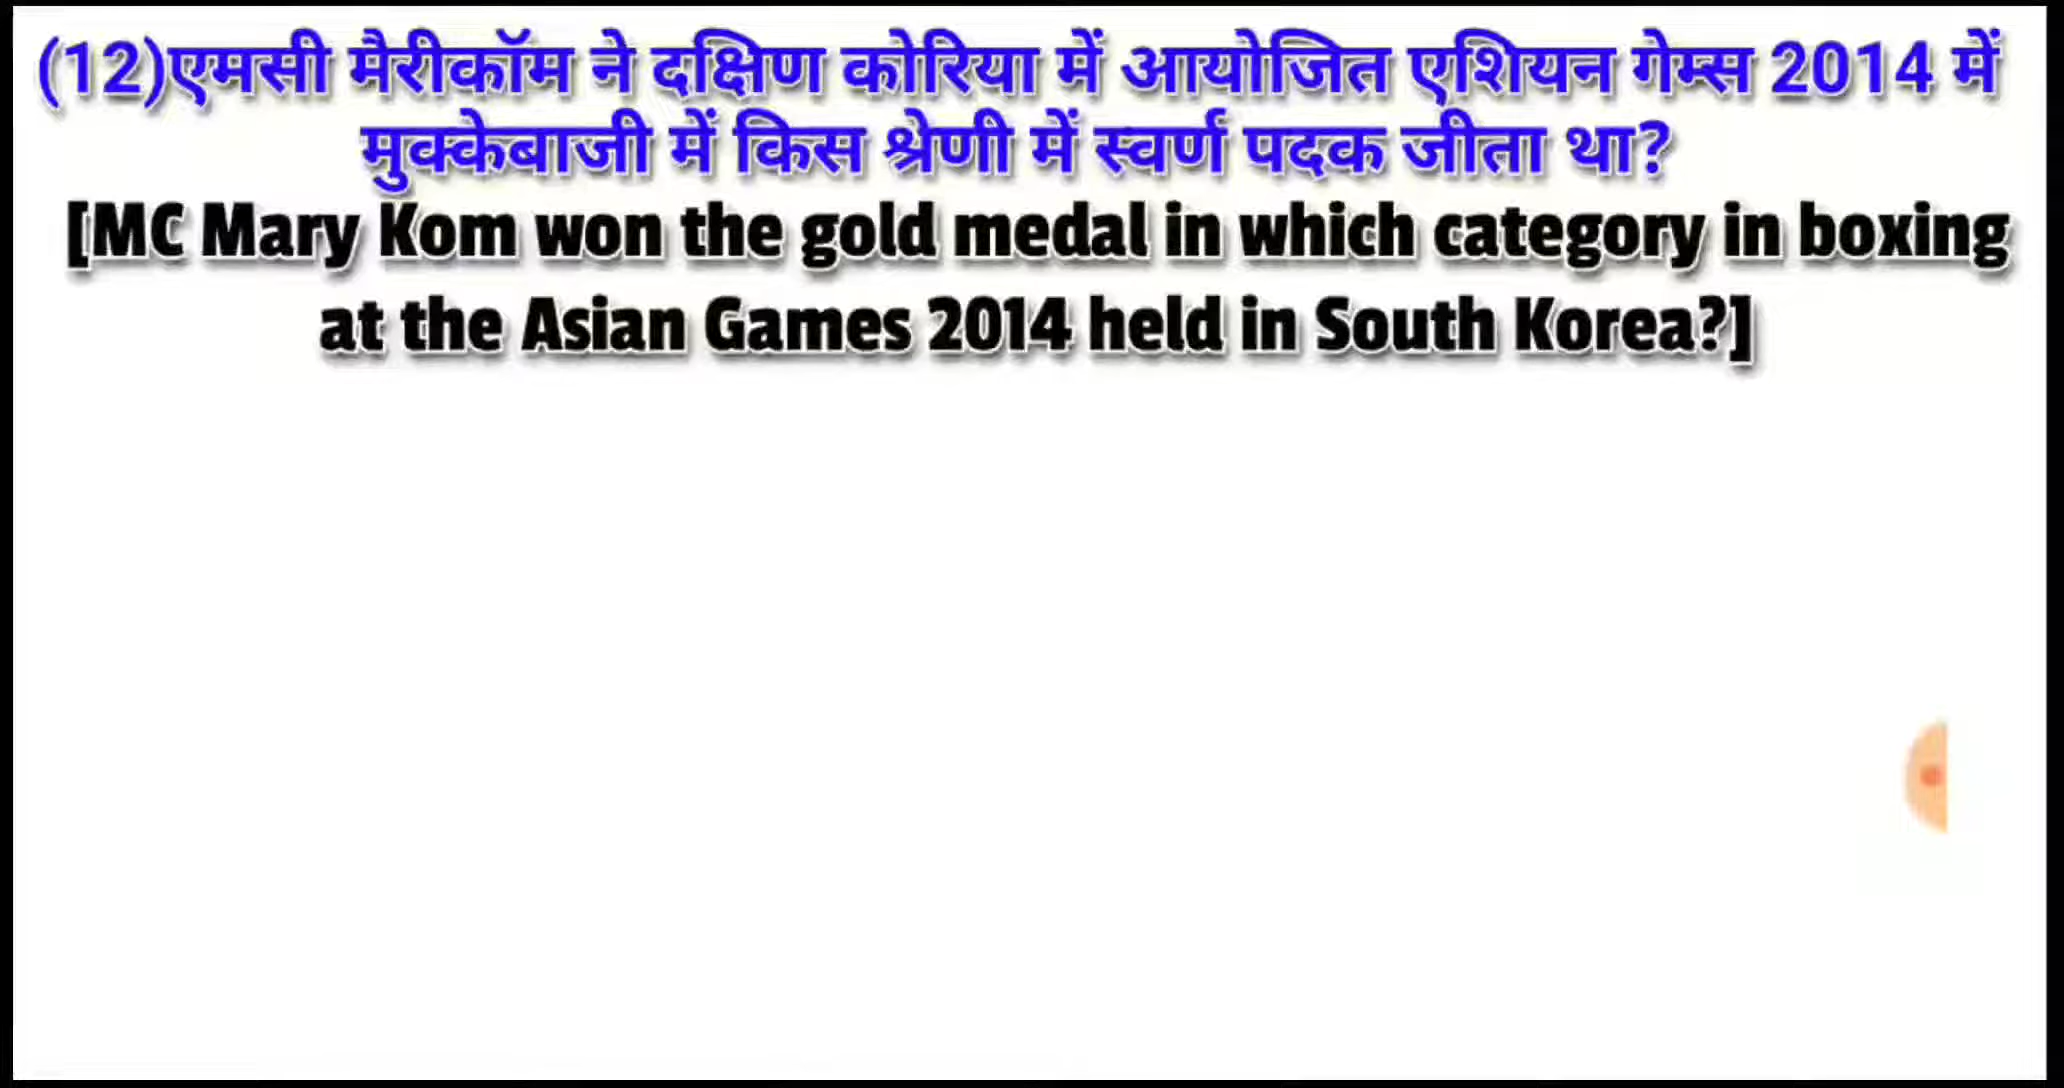 (12)एमसी मैरीकॉम ने दक्षिण कोरिया में आयोजित एशियन गेम्स 2014 में
मुक्केबाजी में किस श्रेणी में स्वर्ण पदक जीता था?
[MC Mary Kom won the gold medal in which category in boxing
at the Asian Games 2014 held in South Korea?]